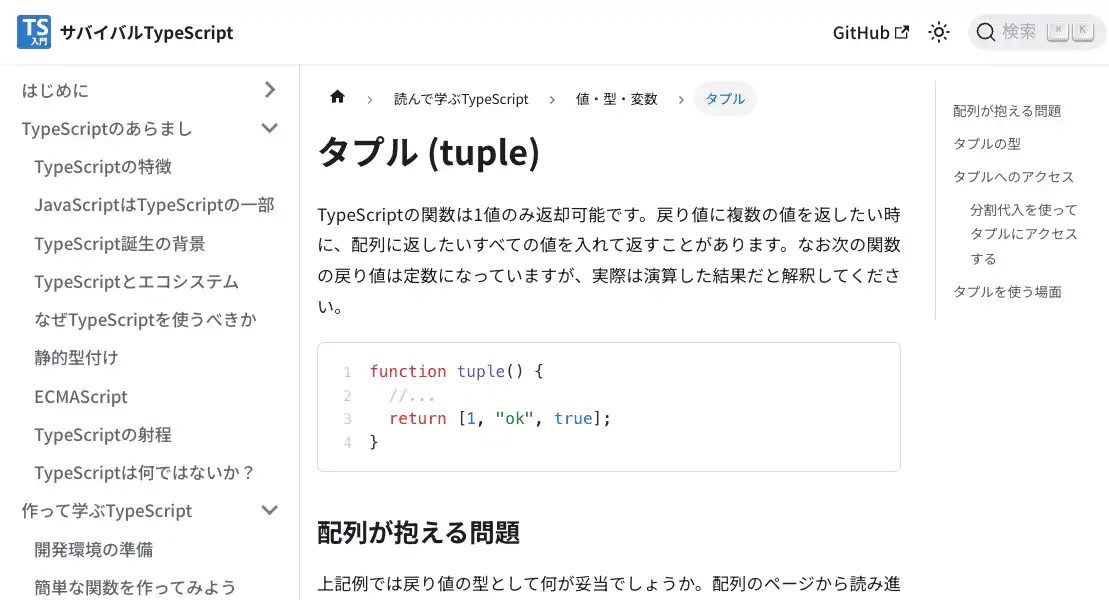 TS
入門
サバイバルTypeScript
GitHub
検索
⌘ K
はじめに
TypeScriptのあらまし
TypeScriptの特徴
JavaScriptはTypeScriptの一部
TypeScript誕生の背景
TypeScriptとエコシステム
なぜTypeScriptを使うべきか
静的型付け
ECMAScript
TypeScriptの射程
TypeScriptは何ではないか？
作って学ぶTypeScript
開発環境の準備
簡単な関数を作ってみよう
読んで学ぶTypeScript
値・型・変数
タプル
タプル (tuple)
TypeScriptの関数は1値のみ返却可能です。戻り値に複数の値を返したい時
に、配列に返したいすべての値を入れて返すことがあります。なお次の関数
の戻り値は定数になっていますが、実際は演算した結果だと解釈してくださ
い。
1 function tuple() {
2 //...
3 return [1, "ok", true];
4 }
配列が抱える問題
上記例では戻り値の型として何が妥当でしょうか。配列のページから読み進
配列が抱える問題
タプルの型
タプルへのアクセス
分割代入を使って
タプルにアクセス
する
タプルを使う場面